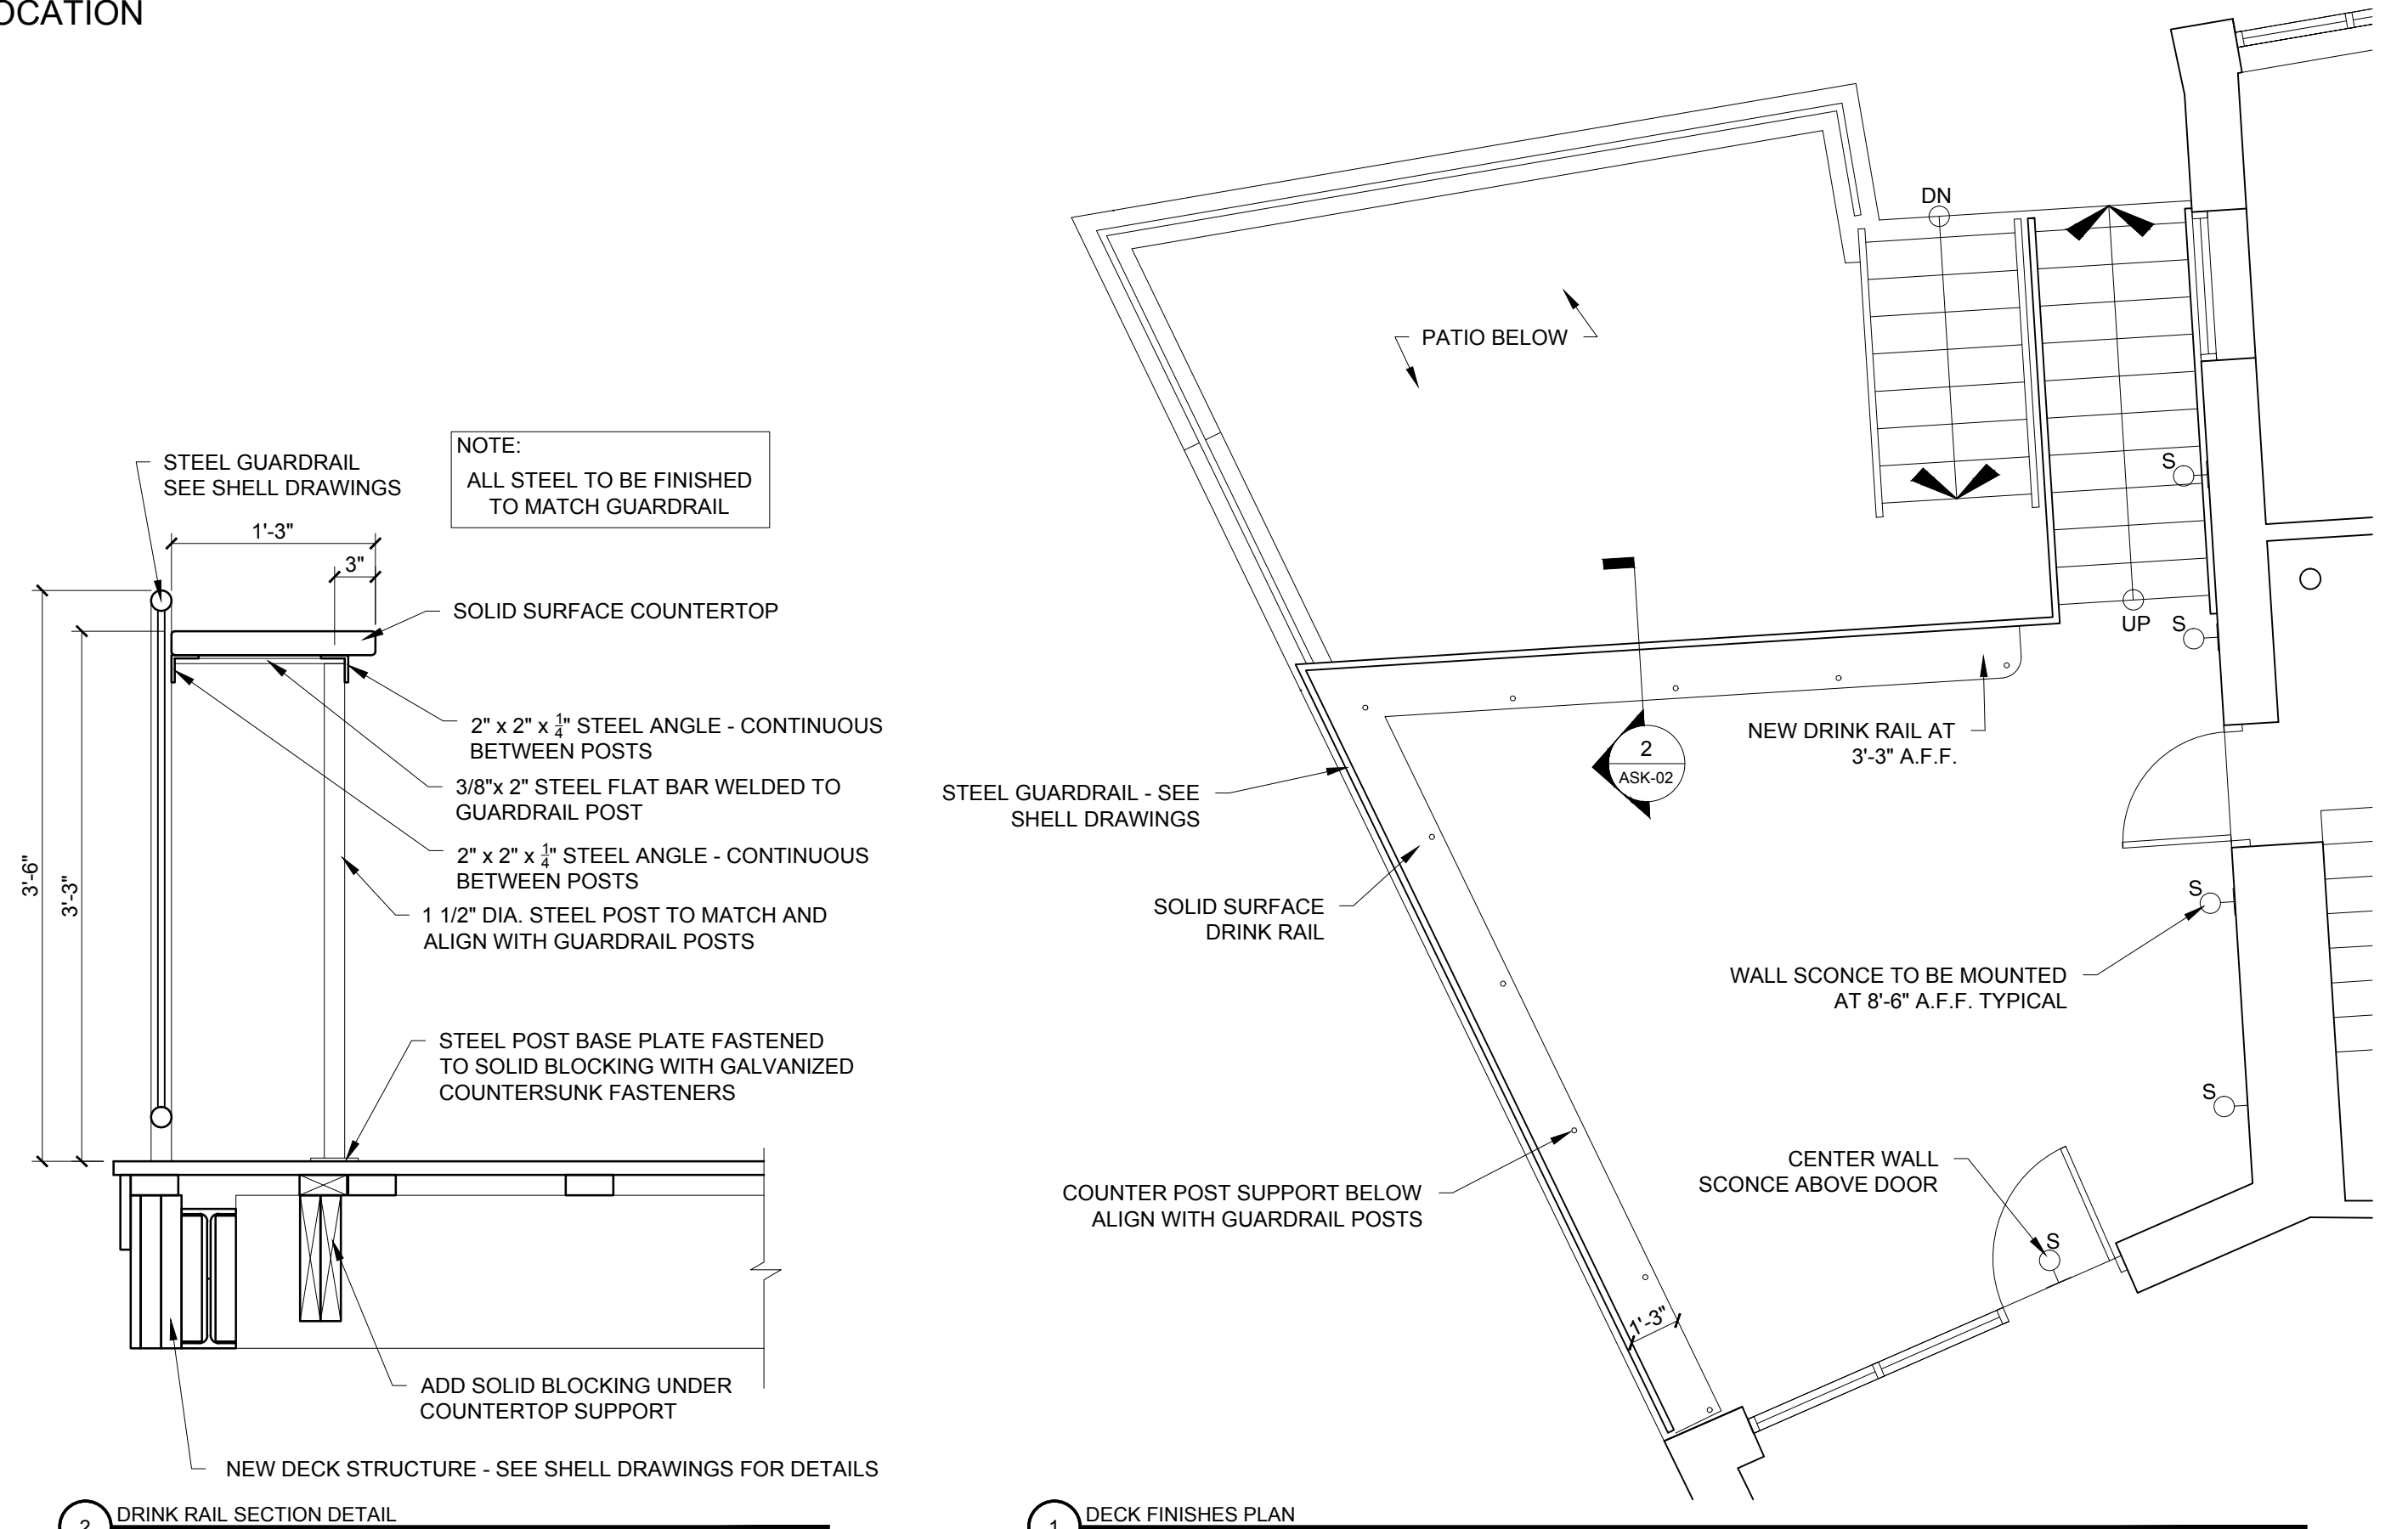 OCATION
STEEL GUARDRAIL
SEE SHELL DRAWINGS
NOTE:
ALL STEEL TO BE FINISHED
TO MATCH GUARDRAIL
1'-3"
3"
3'-6"
3'-3"
SOLID SURFACE COUNTERTOP
2" x 2" x 1/4" STEEL ANGLE - CONTINUOUS
BETWEEN POSTS
3/8"x 2" STEEL FLAT BAR WELDED TO
GUARDRAIL POST
2" x 2" x 1/4" STEEL ANGLE - CONTINUOUS
BETWEEN POSTS
1 1/2" DIA. STEEL POST TO MATCH AND
ALIGN WITH GUARDRAIL POSTS
STEEL POST BASE PLATE FASTENED
TO SOLID BLOCKING WITH GALVANIZED
COUNTERSUNK FASTENERS
ADD SOLID BLOCKING UNDER
COUNTERTOP SUPPORT
NEW DECK STRUCTURE - SEE SHELL DRAWINGS FOR DETAILS
2
DRINK RAIL SECTION DETAIL
DN
PATIO BELOW
S
UP
S
NEW DRINK RAIL AT
3'-3" A.F.F.
2
ASK-02
STEEL GUARDRAIL - SEE
SHELL DRAWINGS
SOLID SURFACE
DRINK RAIL
S
WALL SCONCE TO BE MOUNTED
AT 8'-6" A.F.F. TYPICAL
S
COUNTER POST SUPPORT BELOW
ALIGN WITH GUARDRAIL POSTS
CENTER WALL
SCONCE ABOVE DOOR
S
1'-3"
1
DECK FINISHES PLAN